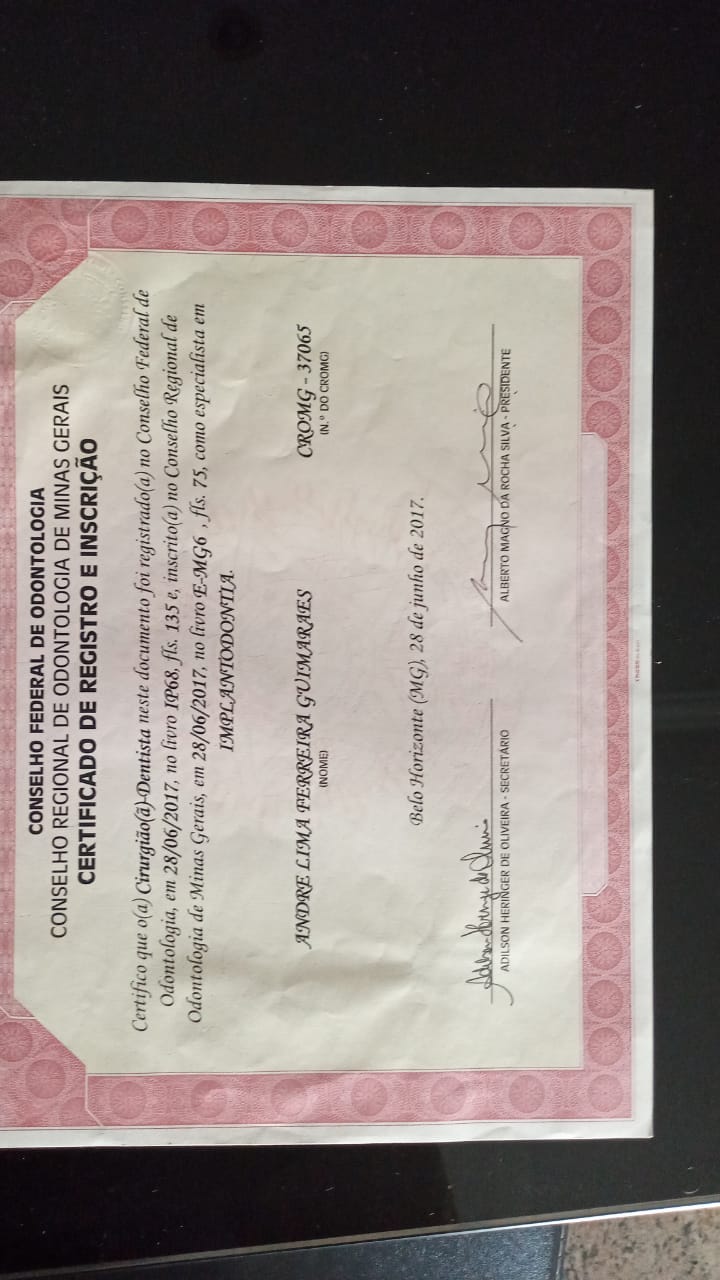 CONSELHO FEDERAL DE ODONTOLOGIA
CONSELHO REGIONAL DE ODONTOLOGIA DE MINAS GERAIS
CERTIFICADO DE REGISTRO E INSCRIÇÃO
Certifico que o(a) Cirurgião(ã)-Dentista neste documento foi registrado(a) no Conselho Federal de
Odontologia, em 28/06/2017, no livro IP68, fls. 135 e, inscrito(a) no Conselho Regional de
Odontologia de Minas Gerais, em 28/06/2017, no livro E-MG6 , fls. 75, como especialista em
IMPLANTODONTIA.
ANDRE LIMA FERREIRA GUIMARAES CROMG - 37065
(NOME) (N.º DO CROMG)
Belo Horizonte (MG), 28 de junho de 2017.
Adilson Heringer de Oliveira
ADILSON HERINGER DE OLIVEIRA - SECRETÁRIO ALBERTO MAGNO DA ROCHA SILVA - PRESIDENTE